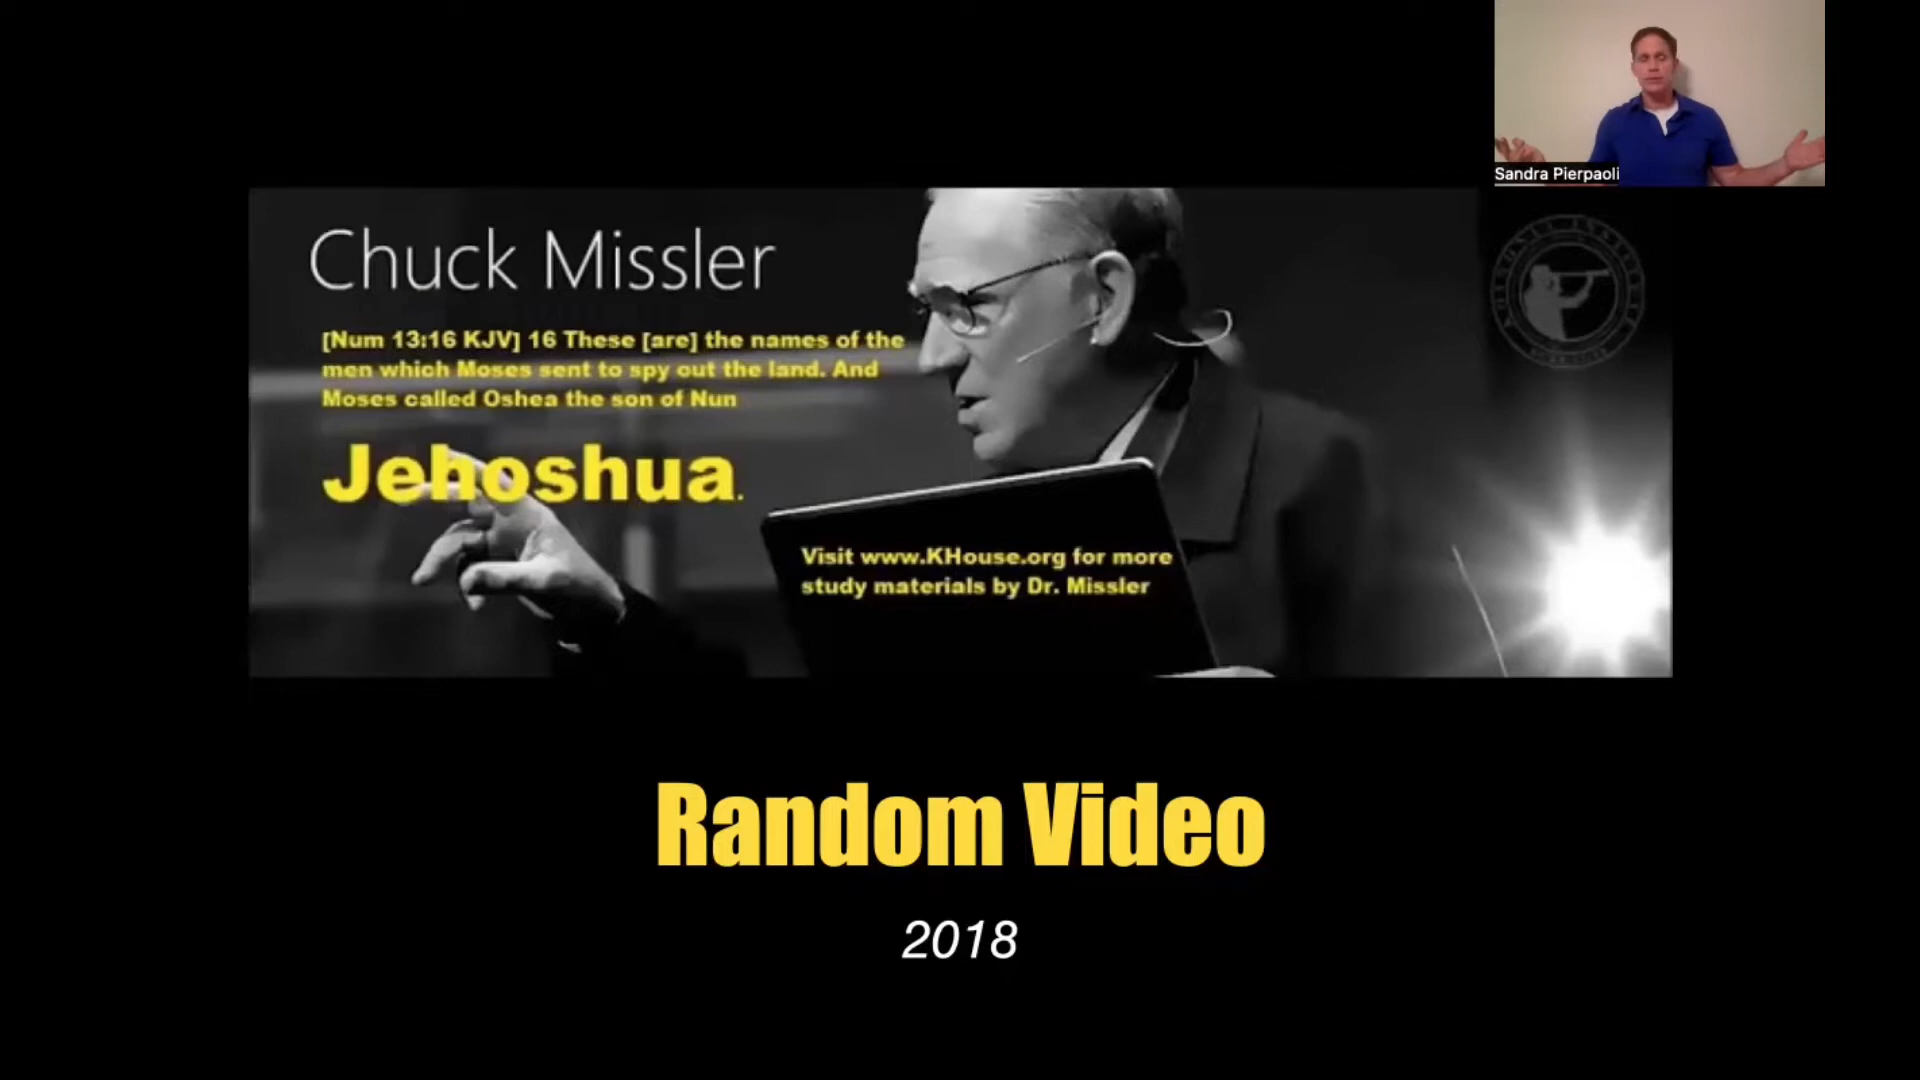 Sandra Pierpaoli
Chuck Missler
[Num 13:16 KJV] 16 These [are] the names of the
men which Moses sent to spy out the land. And
Moses called Oshea the son of Nun
Jehoshua.
Visit www.KHouse.org for more
study materials by Dr. Missler
Random Video
2018